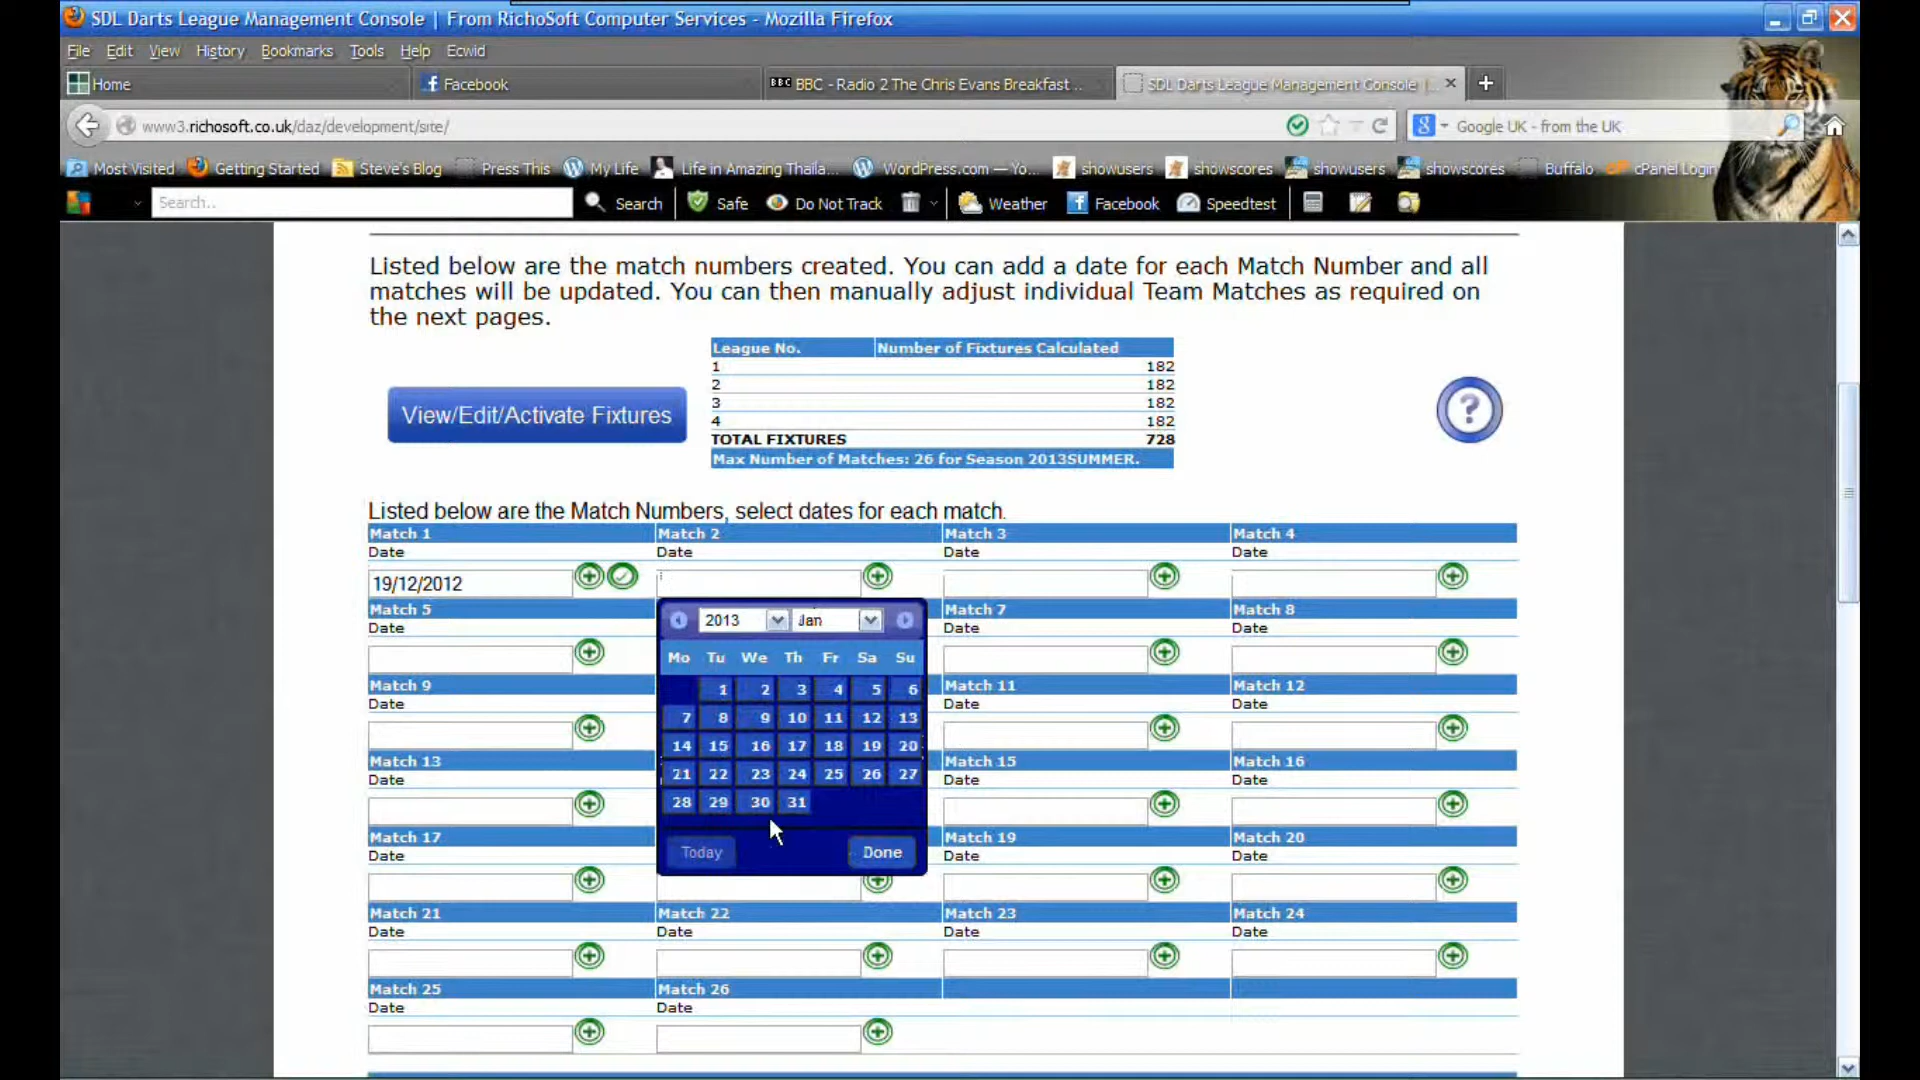 SDL Darts League Management Console | From RichoSoft Computer Services - Mozilla Firefox
File Edit View History Bookmarks Tools Help Ecwid
Home Facebook BBC - Radio 2 The Chris Evans Breakfast ... SDL Darts League Management Console |
www3.richosoft.co.uk/daz/development/site/ Google UK - from the UK
Most Visited Getting Started Steve's Blog Press This My Life Life in Amazing Thaila... WordPress.com — Yo... showusers showscores showusers showscores Buffalo cPanel Login
Search.. Search Safe Do Not Track Weather Facebook Speedtest
Listed below are the match numbers created. You can add a date for each Match Number and all
matches will be updated. You can then manually adjust individual Team Matches as required on
the next pages.
League No. Number of Fixtures Calculated
1 182
2 182
3 182
4 182
TOTAL FIXTURES 728
Max Number of Matches: 26 for Season 2013SUMMER.
View/Edit/Activate Fixtures
?
Listed below are the Match Numbers, select dates for each match.
Match 1 Match 2 Match 3 Match 4
Date Date Date Date
19/12/2012
Match 5 Match 7 Match 8
Date Date Date
Match 9 Match 11 Match 12
Date Date Date
Match 13 Match 15 Match 16
Date Date Date
Match 17 Match 19 Match 20
Date Date Date
Match 21 Match 22 Match 23 Match 24
Date Date Date Date
Match 25 Match 26
Date Date
2013 Jan
Mo Tu We Th Fr Sa Su
1 2 3 4 5 6
7 8 9 10 11 12 13
14 15 16 17 18 19 20
21 22 23 24 25 26 27
28 29 30 31
Today Done